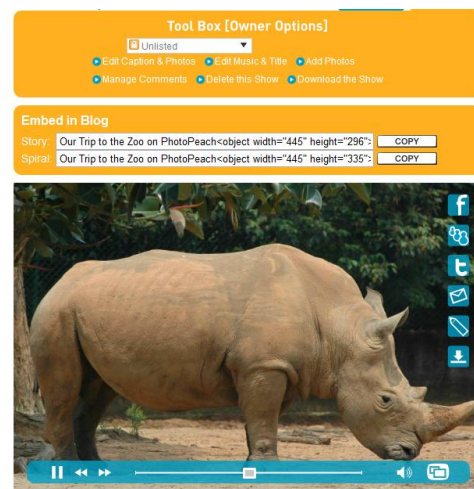 Tool Box [Owner Options]
Unlisted
Edit Caption & Photos Edit Music & Title Add Photos
Manage Comments Delete this Show Download the Show
Embed in Blog
Story: Our Trip to the Zoo on PhotoPeach<object width="445" height="296"> COPY
Spiral: Our Trip to the Zoo on PhotoPeach<object width="445" height="335"> COPY